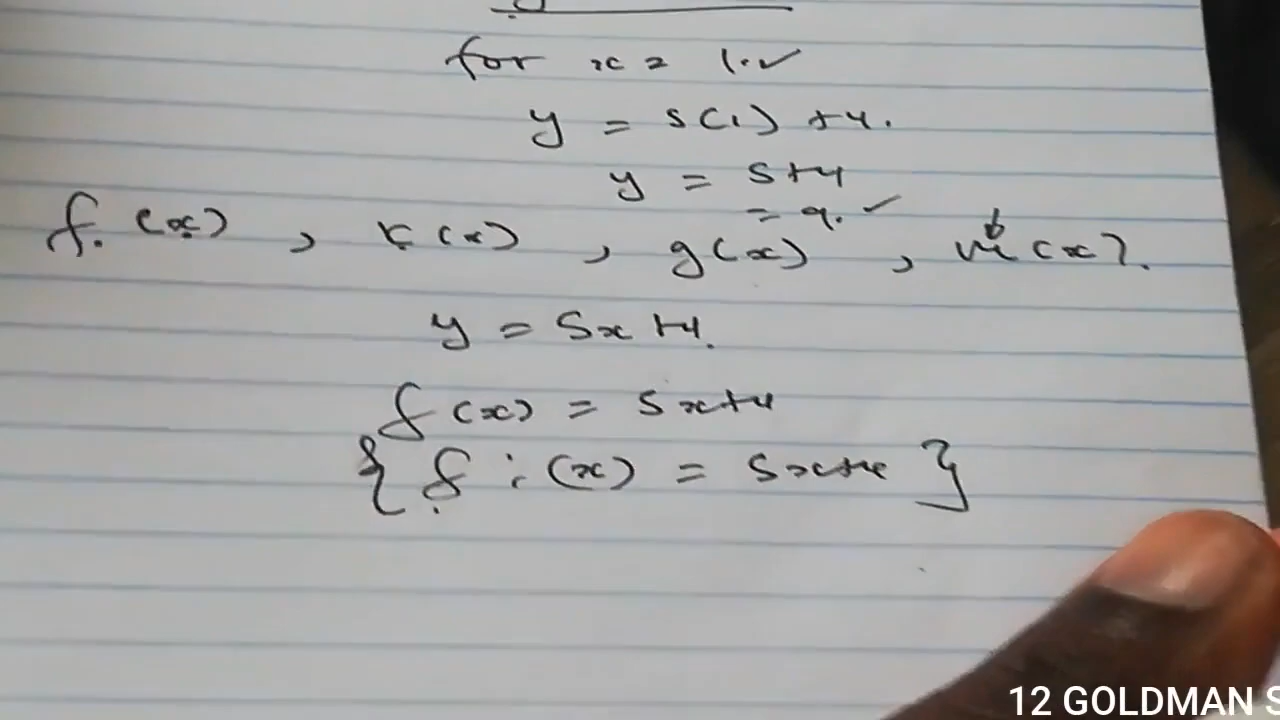 for x = 1.
y = 5(1) + 4.
y = 5+4
= 9.
f.(x) , k(x) , g(x) , (x).
y = 5x + 4.
f(x) = 5x+4
{ f : (x) = 5x+4 }
12 GOLDMAN S